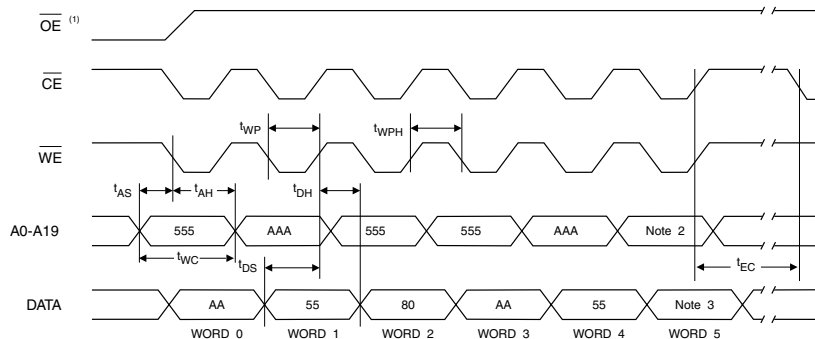 OE (1)
CE
tWP tWPH
WE
tAS tAH tDH
A0-A19 555 AAA 555 555 AAA Note 2
tWC tDS tEC
DATA AA 55 80 AA 55 Note 3
WORD 0 WORD 1 WORD 2 WORD 3 WORD 4 WORD 5